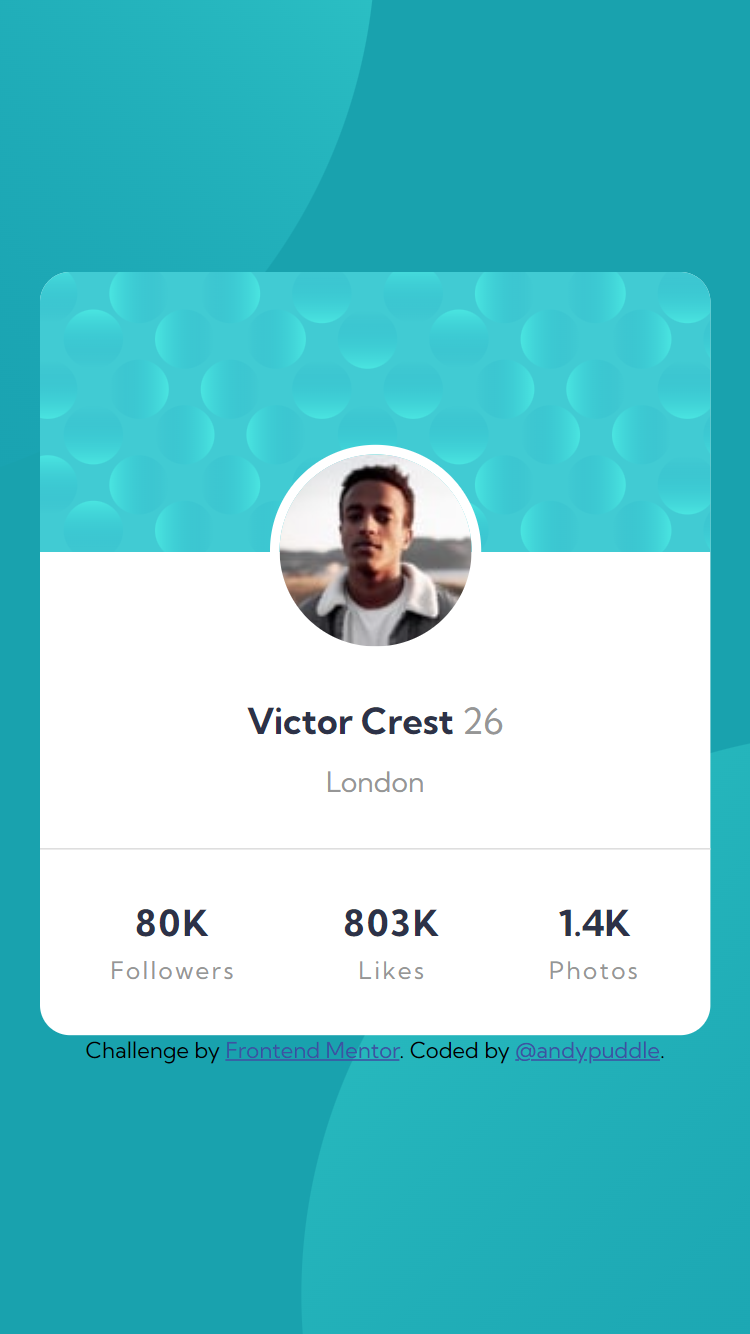 Victor Crest 26
London
80K 803K 1.4K
Followers Likes Photos
Challenge by Frontend Mentor. Coded by @andypuddle.